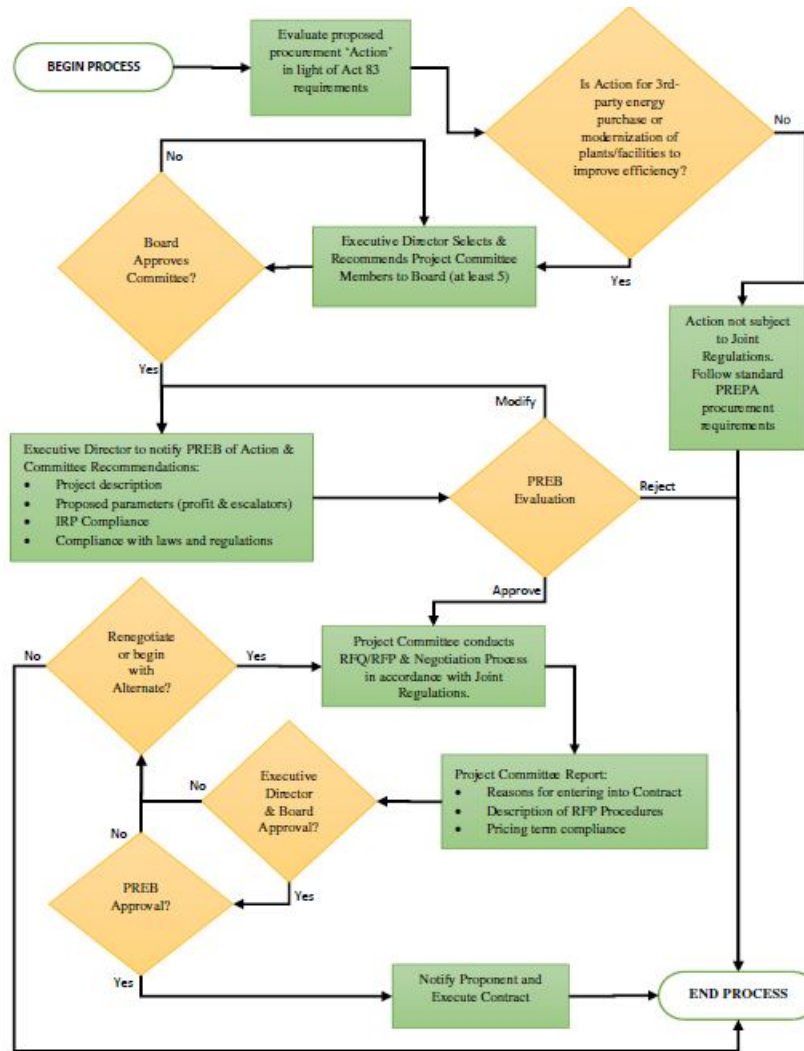 BEGIN PROCESS
Evaluate proposed
procurement ‘Action’
in light of Act 83
requirements
Is Action for 3rd-
party energy
purchase or
modernization of
plants/facilities to
improve efficiency?
No
No
Board
Approves
Committee?
Executive Director Selects &
Recommends Project Committee
Members to Board (at least 5)
Yes
Yes
Action not subject
to Joint
Regulations.
Follow standard
PREPA
procurement
requirements
Modify
Executive Director to notify PREB of Action &
Committee Recommendations:
• Project description
• Proposed parameters (profit & escalators)
• IRP Compliance
• Compliance with laws and regulations
PREB
Evaluation
Reject
Approve
No
Renegotiate
or begin
with
Alternate?
Yes
Project Committee conducts
RFQ/RFP & Negotiation Process
in accordance with Joint
Regulations.
No
Executive
Director
& Board
Approval?
Project Committee Report:
• Reasons for entering into Contract
• Description of RFP Procedures
• Pricing term compliance
No
Yes
PREB
Approval?
Yes
Notify Proponent and
Execute Contract
END PROCESS